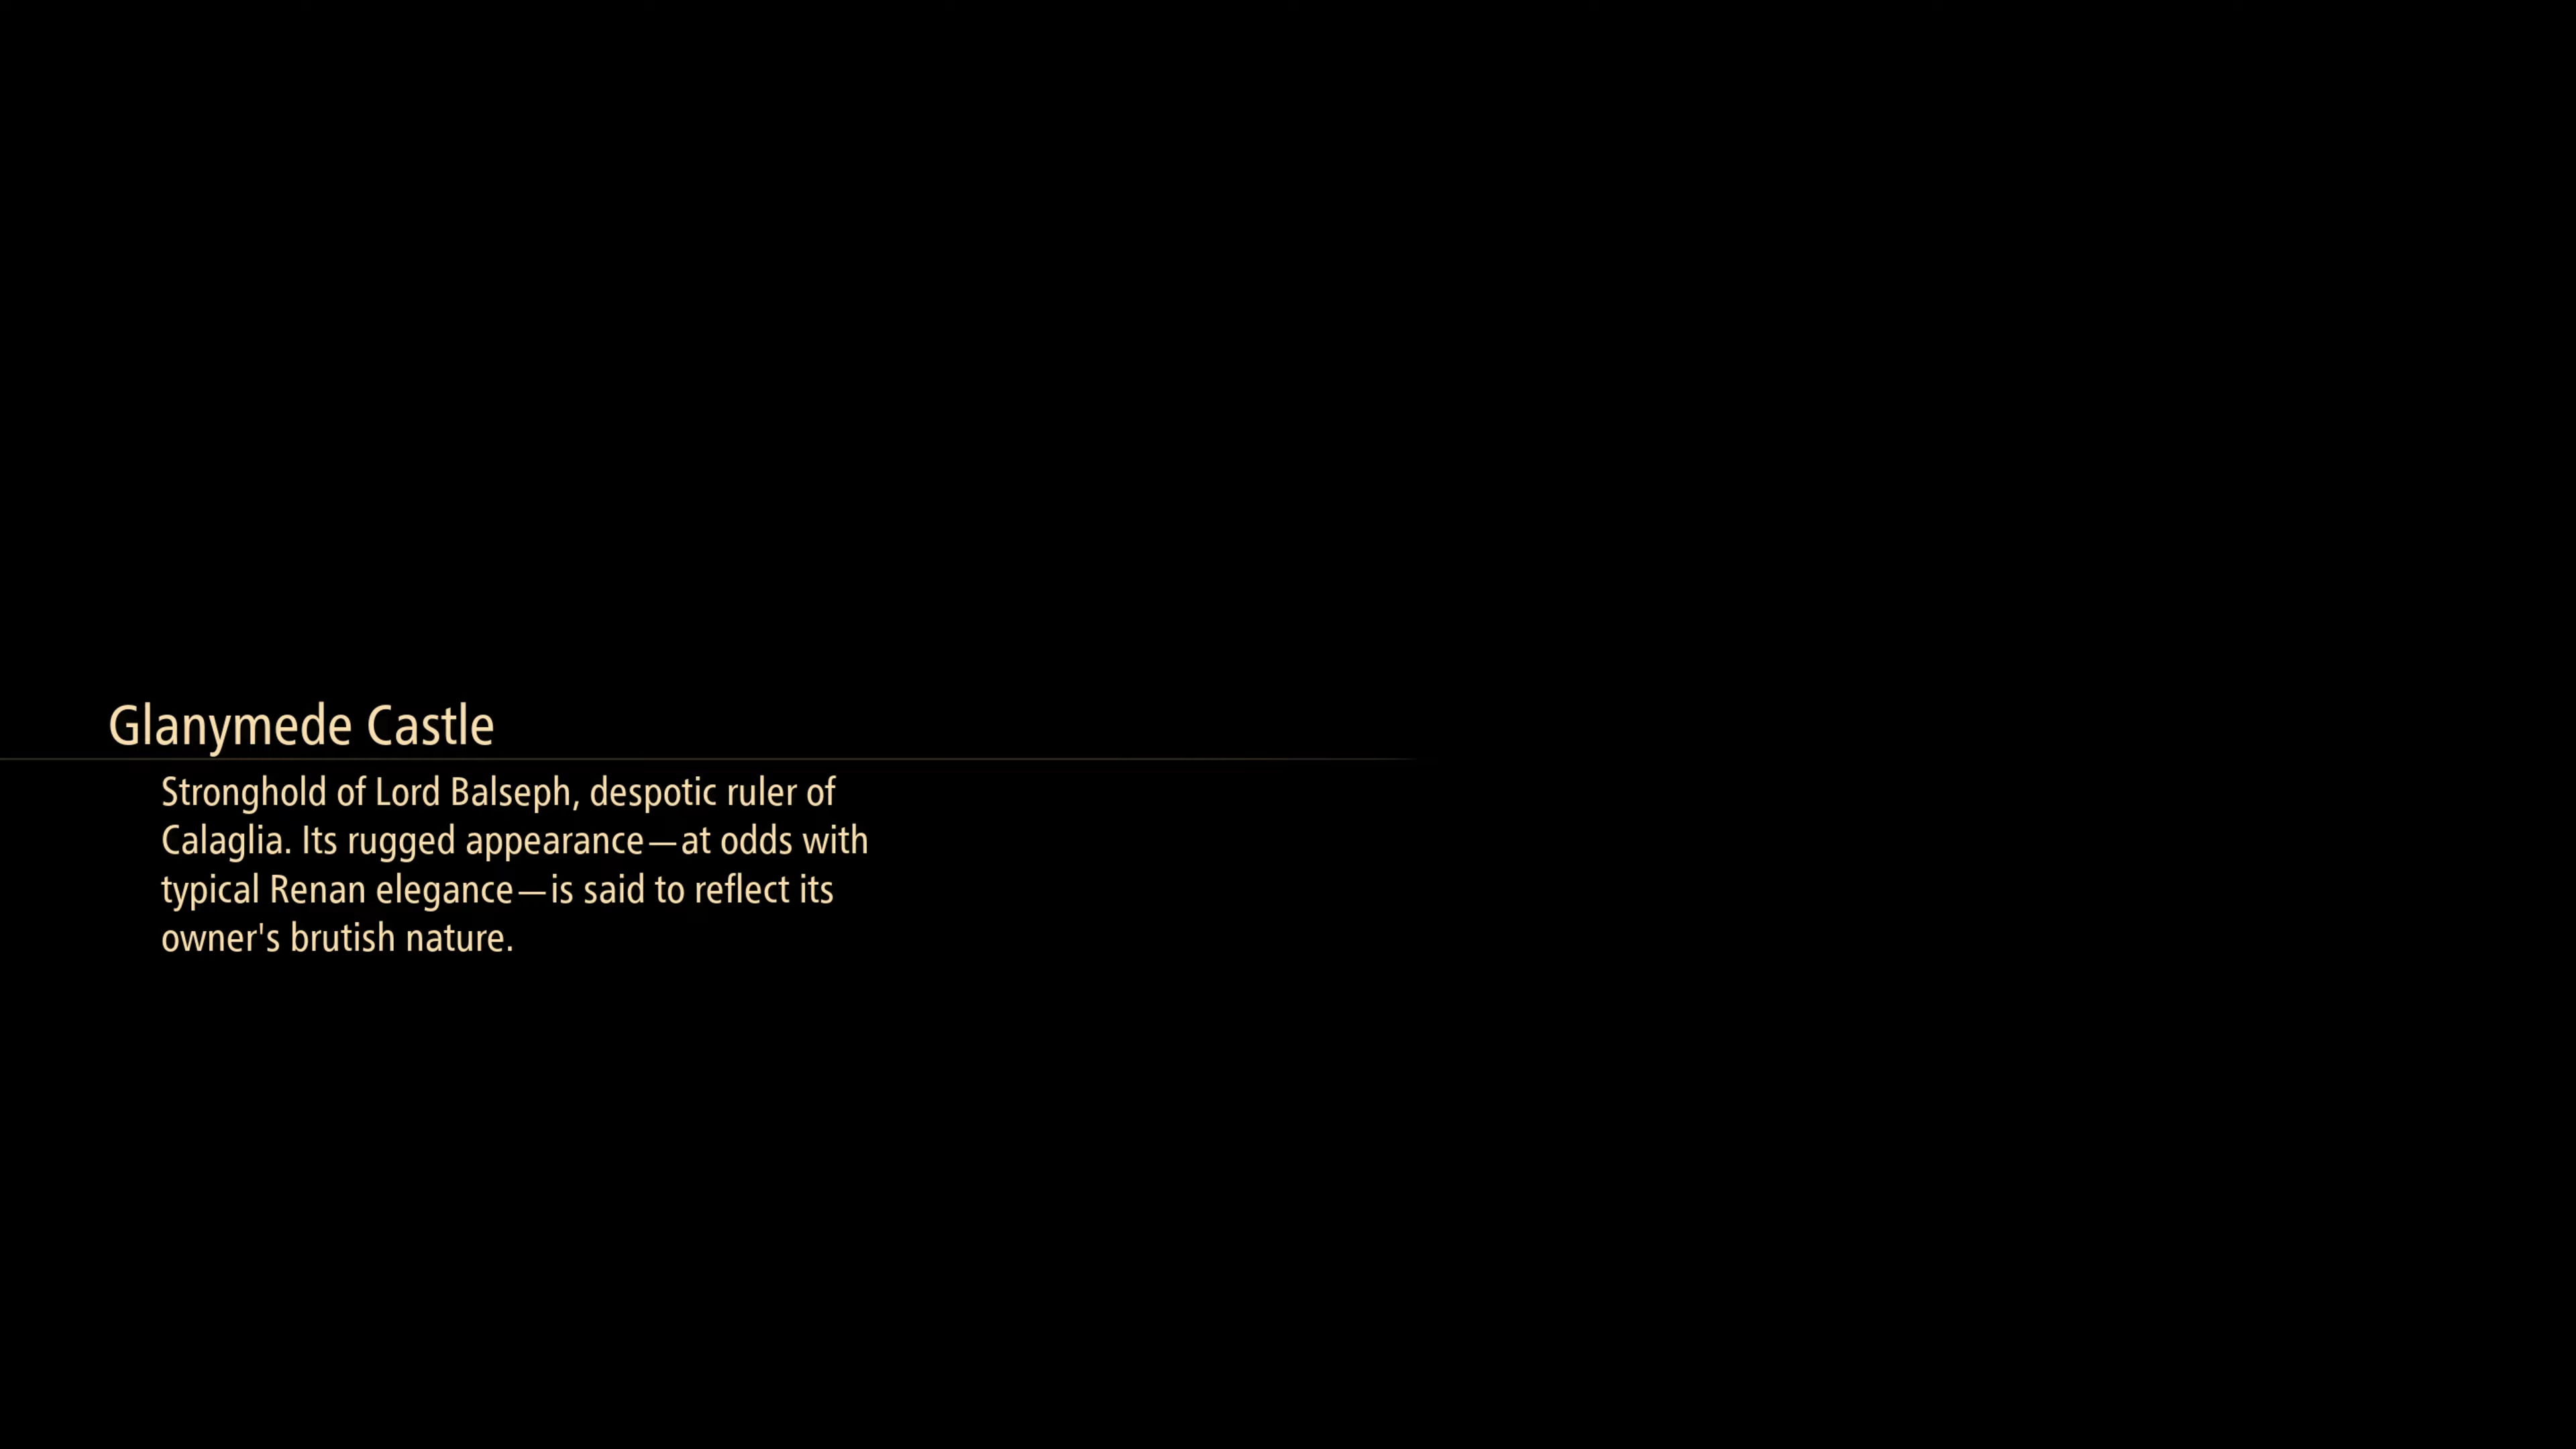 Glanymede Castle
Stronghold of Lord Balseph, despotic ruler of
Calaglia. Its rugged appearance—at odds with
typical Renan elegance—is said to reflect its
owner's brutish nature.